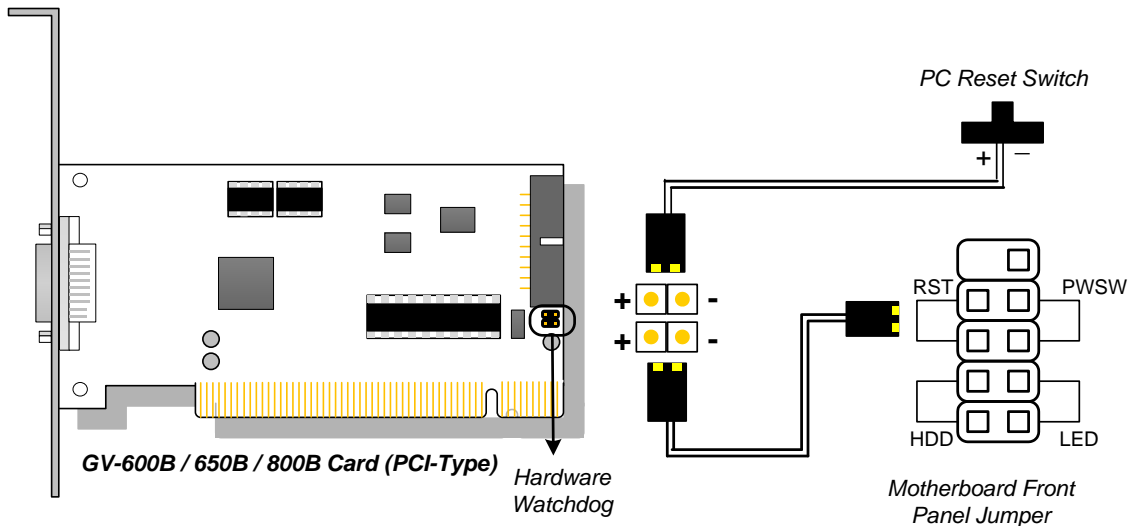 PC Reset Switch
+ –
+ -
RST PWSW
+ -
HDD LED
GV-600B / 650B / 800B Card (PCI-Type)
Hardware
Watchdog
Motherboard Front
Panel Jumper